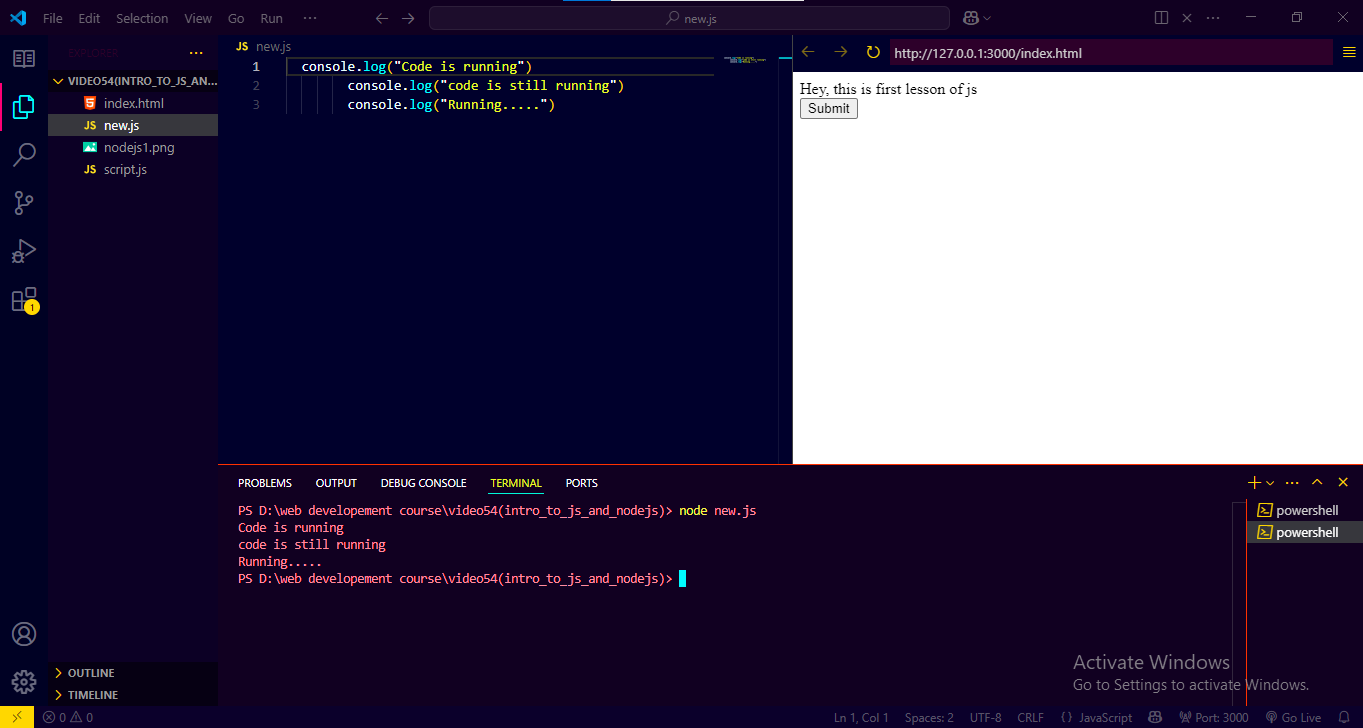 File Edit Selection View Go Run ··· new.js
EXPLORER ···
VIDEO54(INTRO_TO_JS_AN...
index.html
JS new.js
nodejs1.png
JS script.js
OUTLINE
TIMELINE
1
JS new.js
1 console.log("Code is running")
2 console.log("code is still running")
3 console.log("Running.....")
http://127.0.0.1:3000/index.html
Hey, this is first lesson of js
Submit
PROBLEMS OUTPUT DEBUG CONSOLE TERMINAL PORTS
PS D:\web developement course\video54(intro_to_js_and_nodejs)> node new.js
Code is running
code is still running
Running.....
PS D:\web developement course\video54(intro_to_js_and_nodejs)>
powershell
powershell
Activate Windows
Go to Settings to activate Windows.
0 0 Ln 1, Col 1 Spaces: 2 UTF-8 CRLF {} JavaScript Port: 3000 Go Live